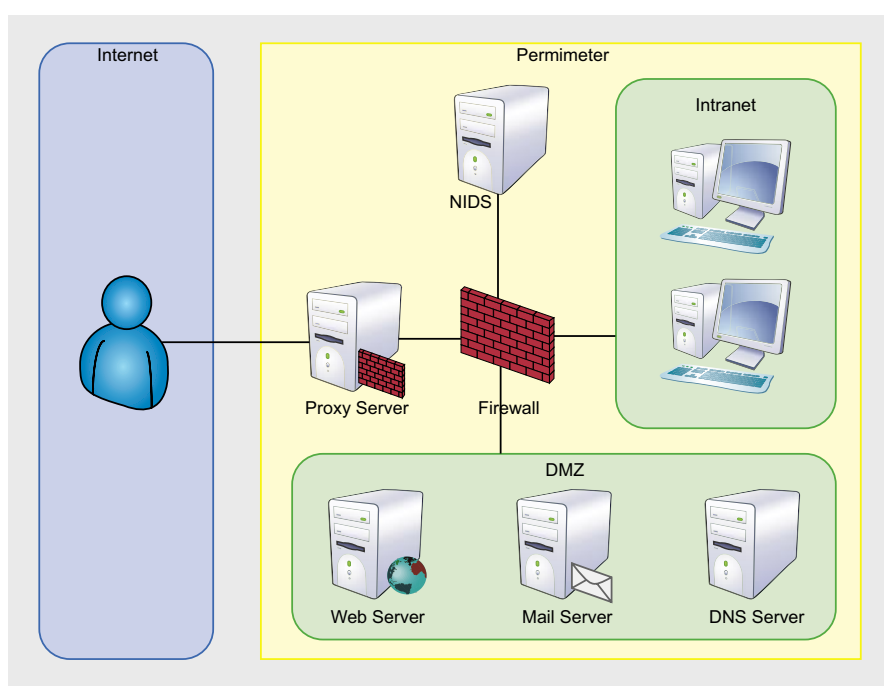 Internet
Permimeter
Intranet
NIDS
Proxy Server
Firewall
DMZ
Web Server
Mail Server
DNS Server